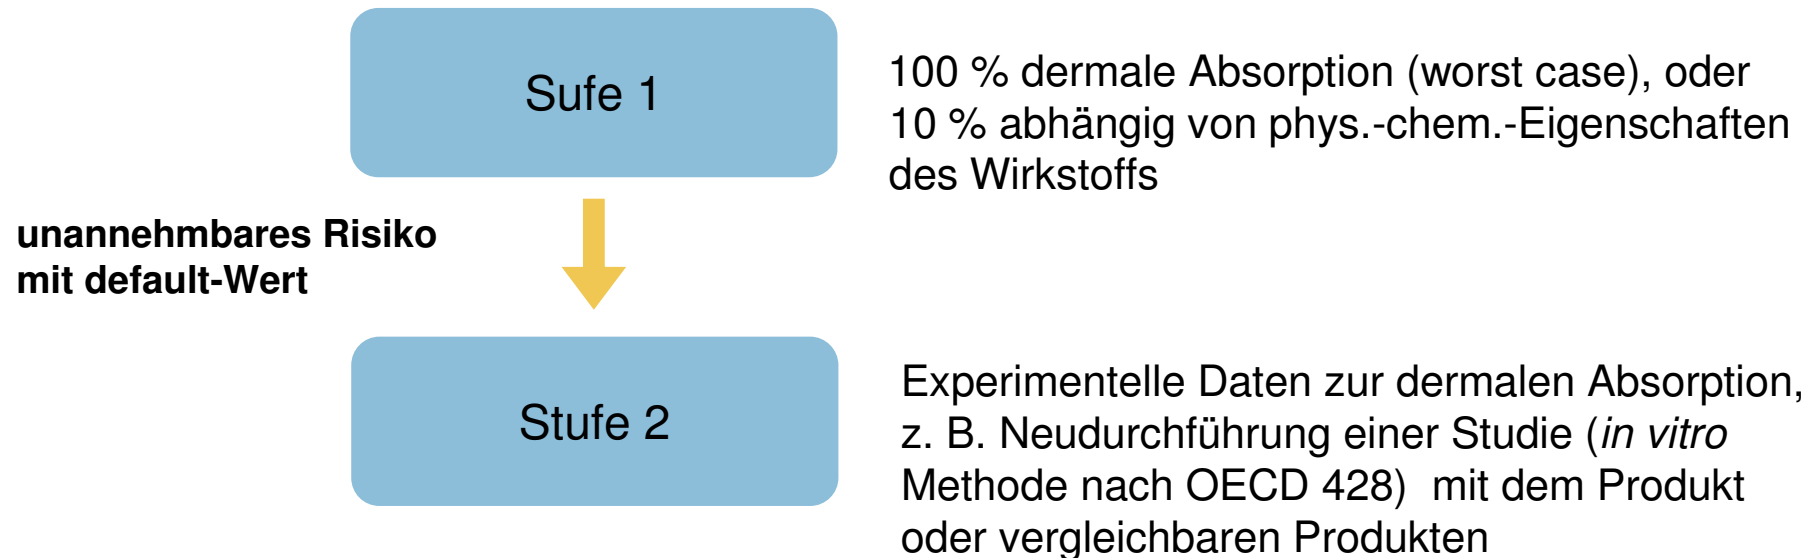 Sufe 1
100 % dermale Absorption (worst case), oder
10 % abhängig von phys.-chem.-Eigenschaften
des Wirkstoffs
unannehmbares Risiko
mit default-Wert
Stufe 2
Experimentelle Daten zur dermalen Absorption,
z. B. Neudurchführung einer Studie (in vitro
Methode nach OECD 428)  mit dem Produkt
oder vergleichbaren Produkten